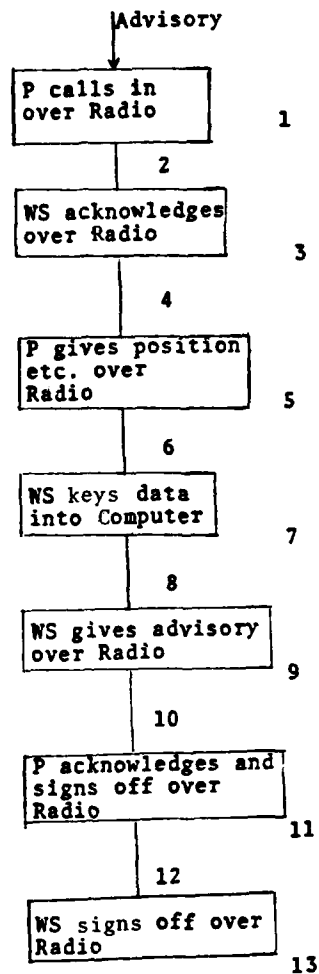 Advisory
P calls in
over Radio
1
2
WS acknowledges
over Radio
3
4
P gives position
etc. over
Radio
5
6
WS keys data
into Computer
7
8
WS gives advisory
over Radio
9
10
P acknowledges and
signs off over
Radio
11
12
WS signs off over
Radio
13